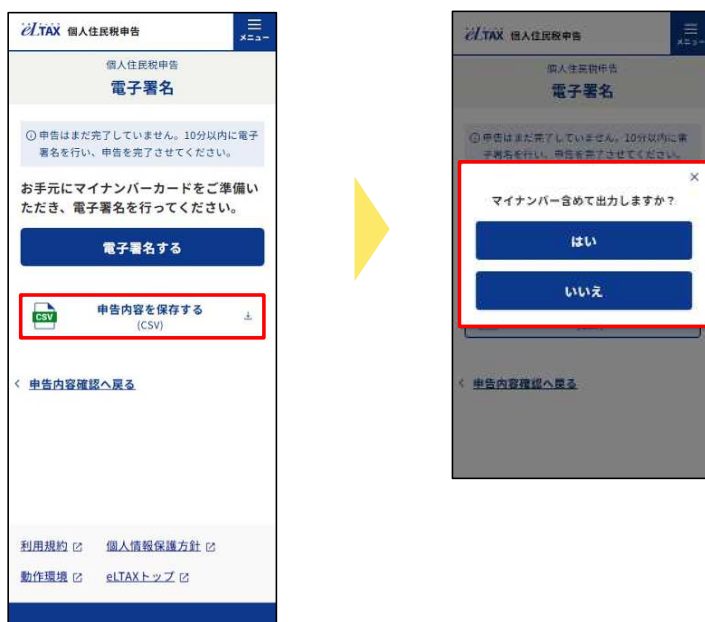 eLTAX 個人住民税申告
メニュー
個人住民税申告
電子署名
申告はまだ完了していません。10分以内に電子
署名を行い、申告を完了させてください。
お手元にマイナンバーカードをご準備い
ただき、電子署名を行ってください。
電子署名する
CSV
申告内容を保存する
(CSV)
申告内容確認へ戻る
利用規約
個人情報保護方針
動作環境
eLTAXトップ
eLTAX 個人住民税申告
メニュー
個人住民税申告
電子署名
申告はまだ完了していません。10分以内に電
子署名を行い、申告を完了させてください。
×
マイナンバー含めて出力しますか？
はい
いいえ
申告内容確認へ戻る